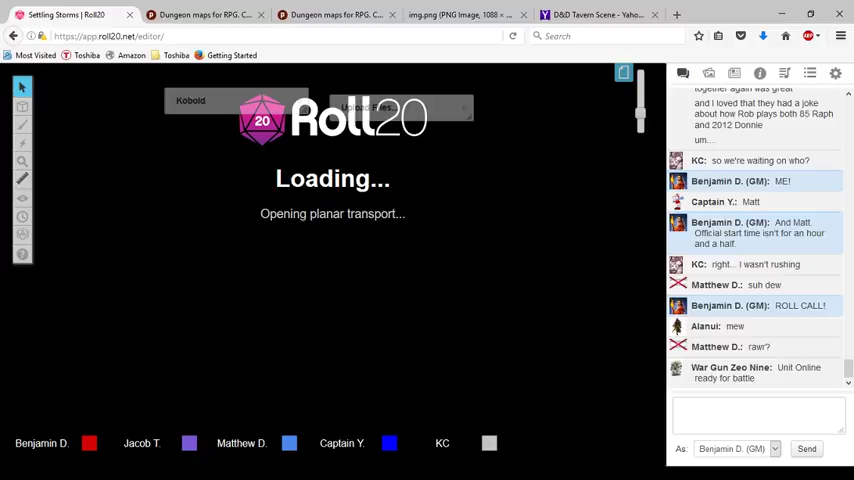 Settling Storms | Roll20
Dungeon maps for RPG. C...
Dungeon maps for RPG. C...
img.png (PNG Image, 1088 × ...
D&D Tavern Scene - Yahoo...
https://app.roll20.net/editor/
Search
ABP
Most Visited
Toshiba
Toshiba
Getting Started
Kobold
Upload Files...
20
Roll20
Loading...
Opening planar transport...
Benjamin D.
Jacob T.
Matthew D.
Captain Y.
KC
together again was great
and I loved that they had a joke
about how Rob plays both 85 Raph
and 2012 Donnie
um....
KC: so we're waiting on who?
Benjamin D. (GM): ME!
Captain Y.: Matt
Benjamin D. (GM): And Matt.
Official start time isn't for an hour
and a half.
KC: right... I wasn't rushing
Matthew D.: suh dew
Benjamin D. (GM): ROLL CALL!
Alanui: mew
Matthew D.: rawr?
War Gun Zeo Nine: Unit Online
ready for battle
As: Benjamin D. (GM) Send